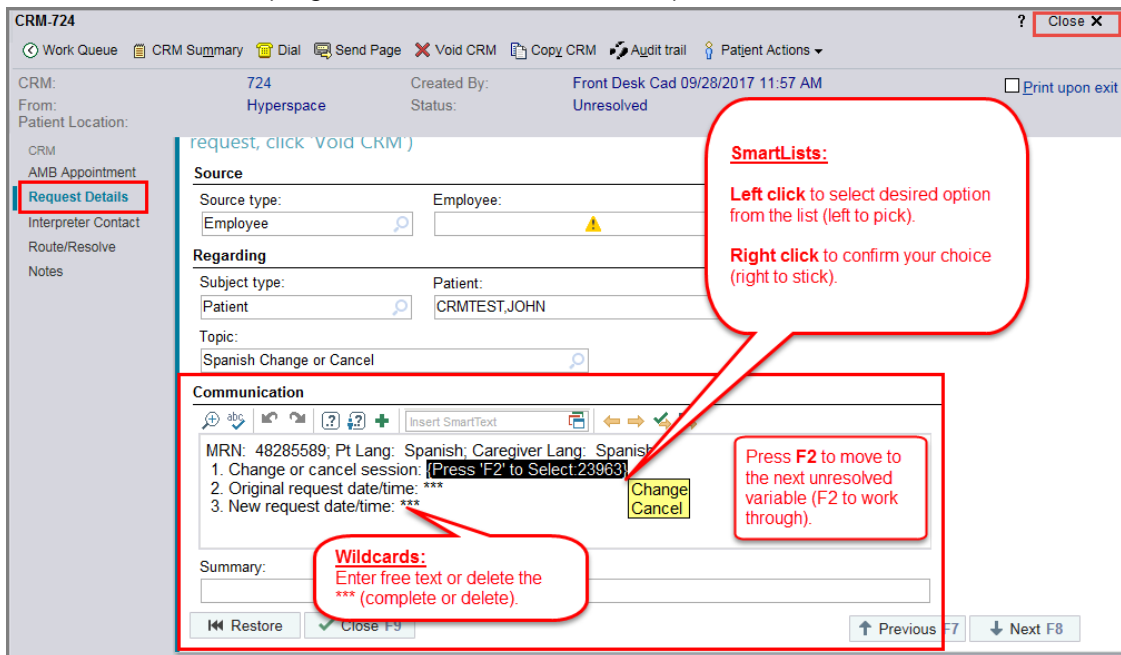 CRM-724 ? Close X
Work Queue CRM Summary Dial Send Page Void CRM Copy CRM Audit trail Patient Actions
CRM: 724 Created By: Front Desk Cad 09/28/2017 11:57 AM Print upon exit
From: Hyperspace Status: Unresolved
Patient Location:
CRM
AMB Appointment
Request Details
Interpreter Contact
Route/Resolve
Notes
request, click 'Void CRM')
Source
Source type: Employee:
Employee
Regarding
Subject type: Patient:
Patient CRMTEST,JOHN
Topic:
Spanish Change or Cancel
SmartLists:
Left click to select desired option
from the list (left to pick).
Right click to confirm your choice
(right to stick).
Communication
abc Insert SmartText
MRN: 48285589; Pt Lang: Spanish; Caregiver Lang: Spanish
1. Change or cancel session: {Press 'F2' to Select:23963}
2. Original request date/time: ***
3. New request date/time: ***
Change
Cancel
Press F2 to move to
the next unresolved
variable (F2 to work
through).
Wildcards:
Enter free text or delete the
*** (complete or delete).
Summary:
Restore Close F9 Previous F7 Next F8